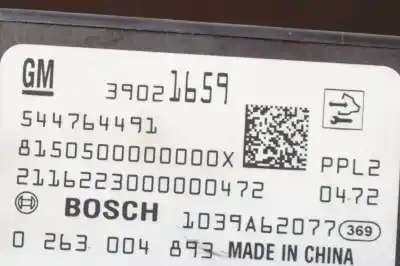 GM 39021659
544764491
8150500000000X PPL2
2116223000000472 0472
BOSCH 1039A62077 369
0 263 004 893 MADE IN CHINA